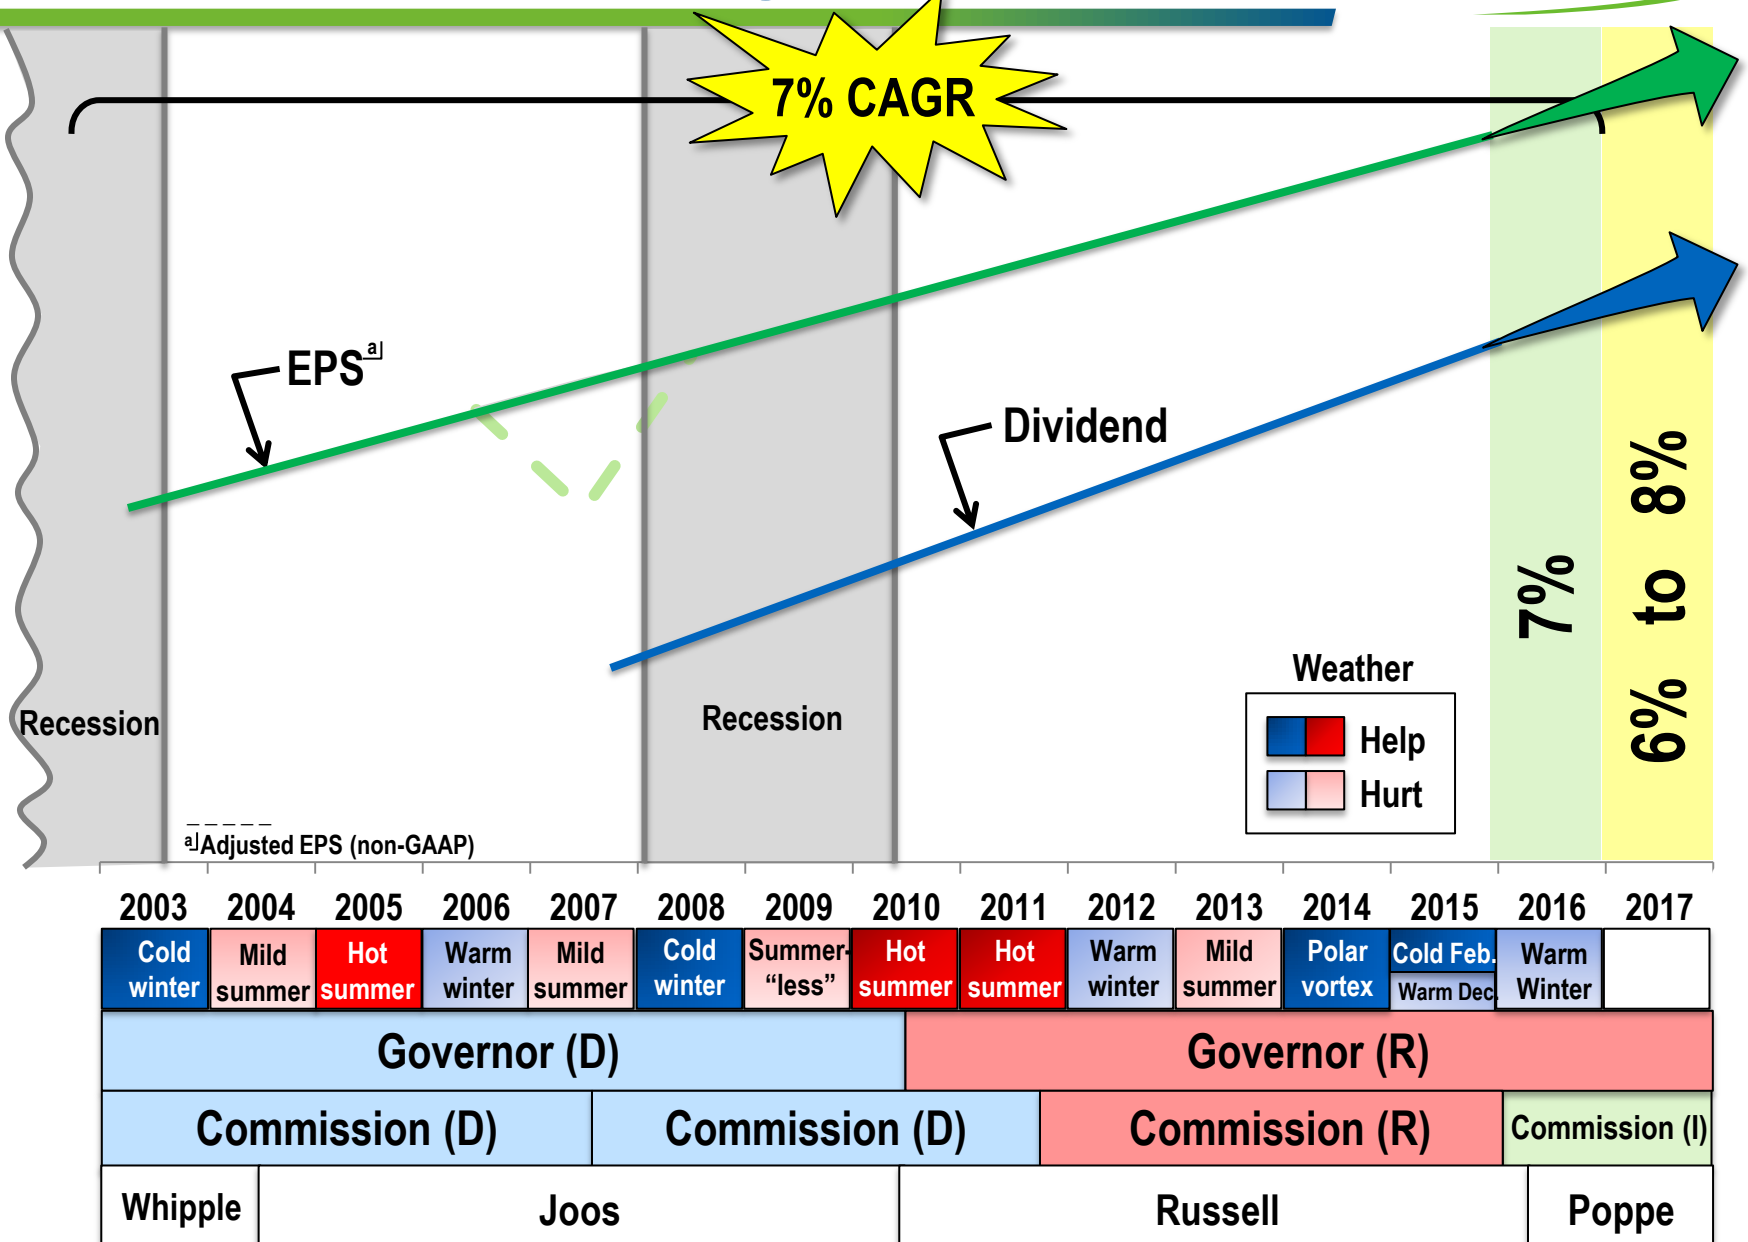 7% CAGR
EPS a
Dividend
7%
6% to 8%
Weather
Help
Hurt
Recession
Recession
a Adjusted EPS (non-GAAP)
2003 2004 2005 2006 2007 2008 2009 2010 2011 2012 2013 2014 2015 2016 2017
Cold winter
Mild summer
Hot summer
Warm winter
Mild summer
Cold winter
Summer-“less”
Hot summer
Hot summer
Warm winter
Mild summer
Polar vortex
Cold Feb.
Warm Dec.
Warm Winter
Governor (D) Governor (R)
Commission (D) Commission (D) Commission (R) Commission (I)
Whipple Joos Russell Poppe